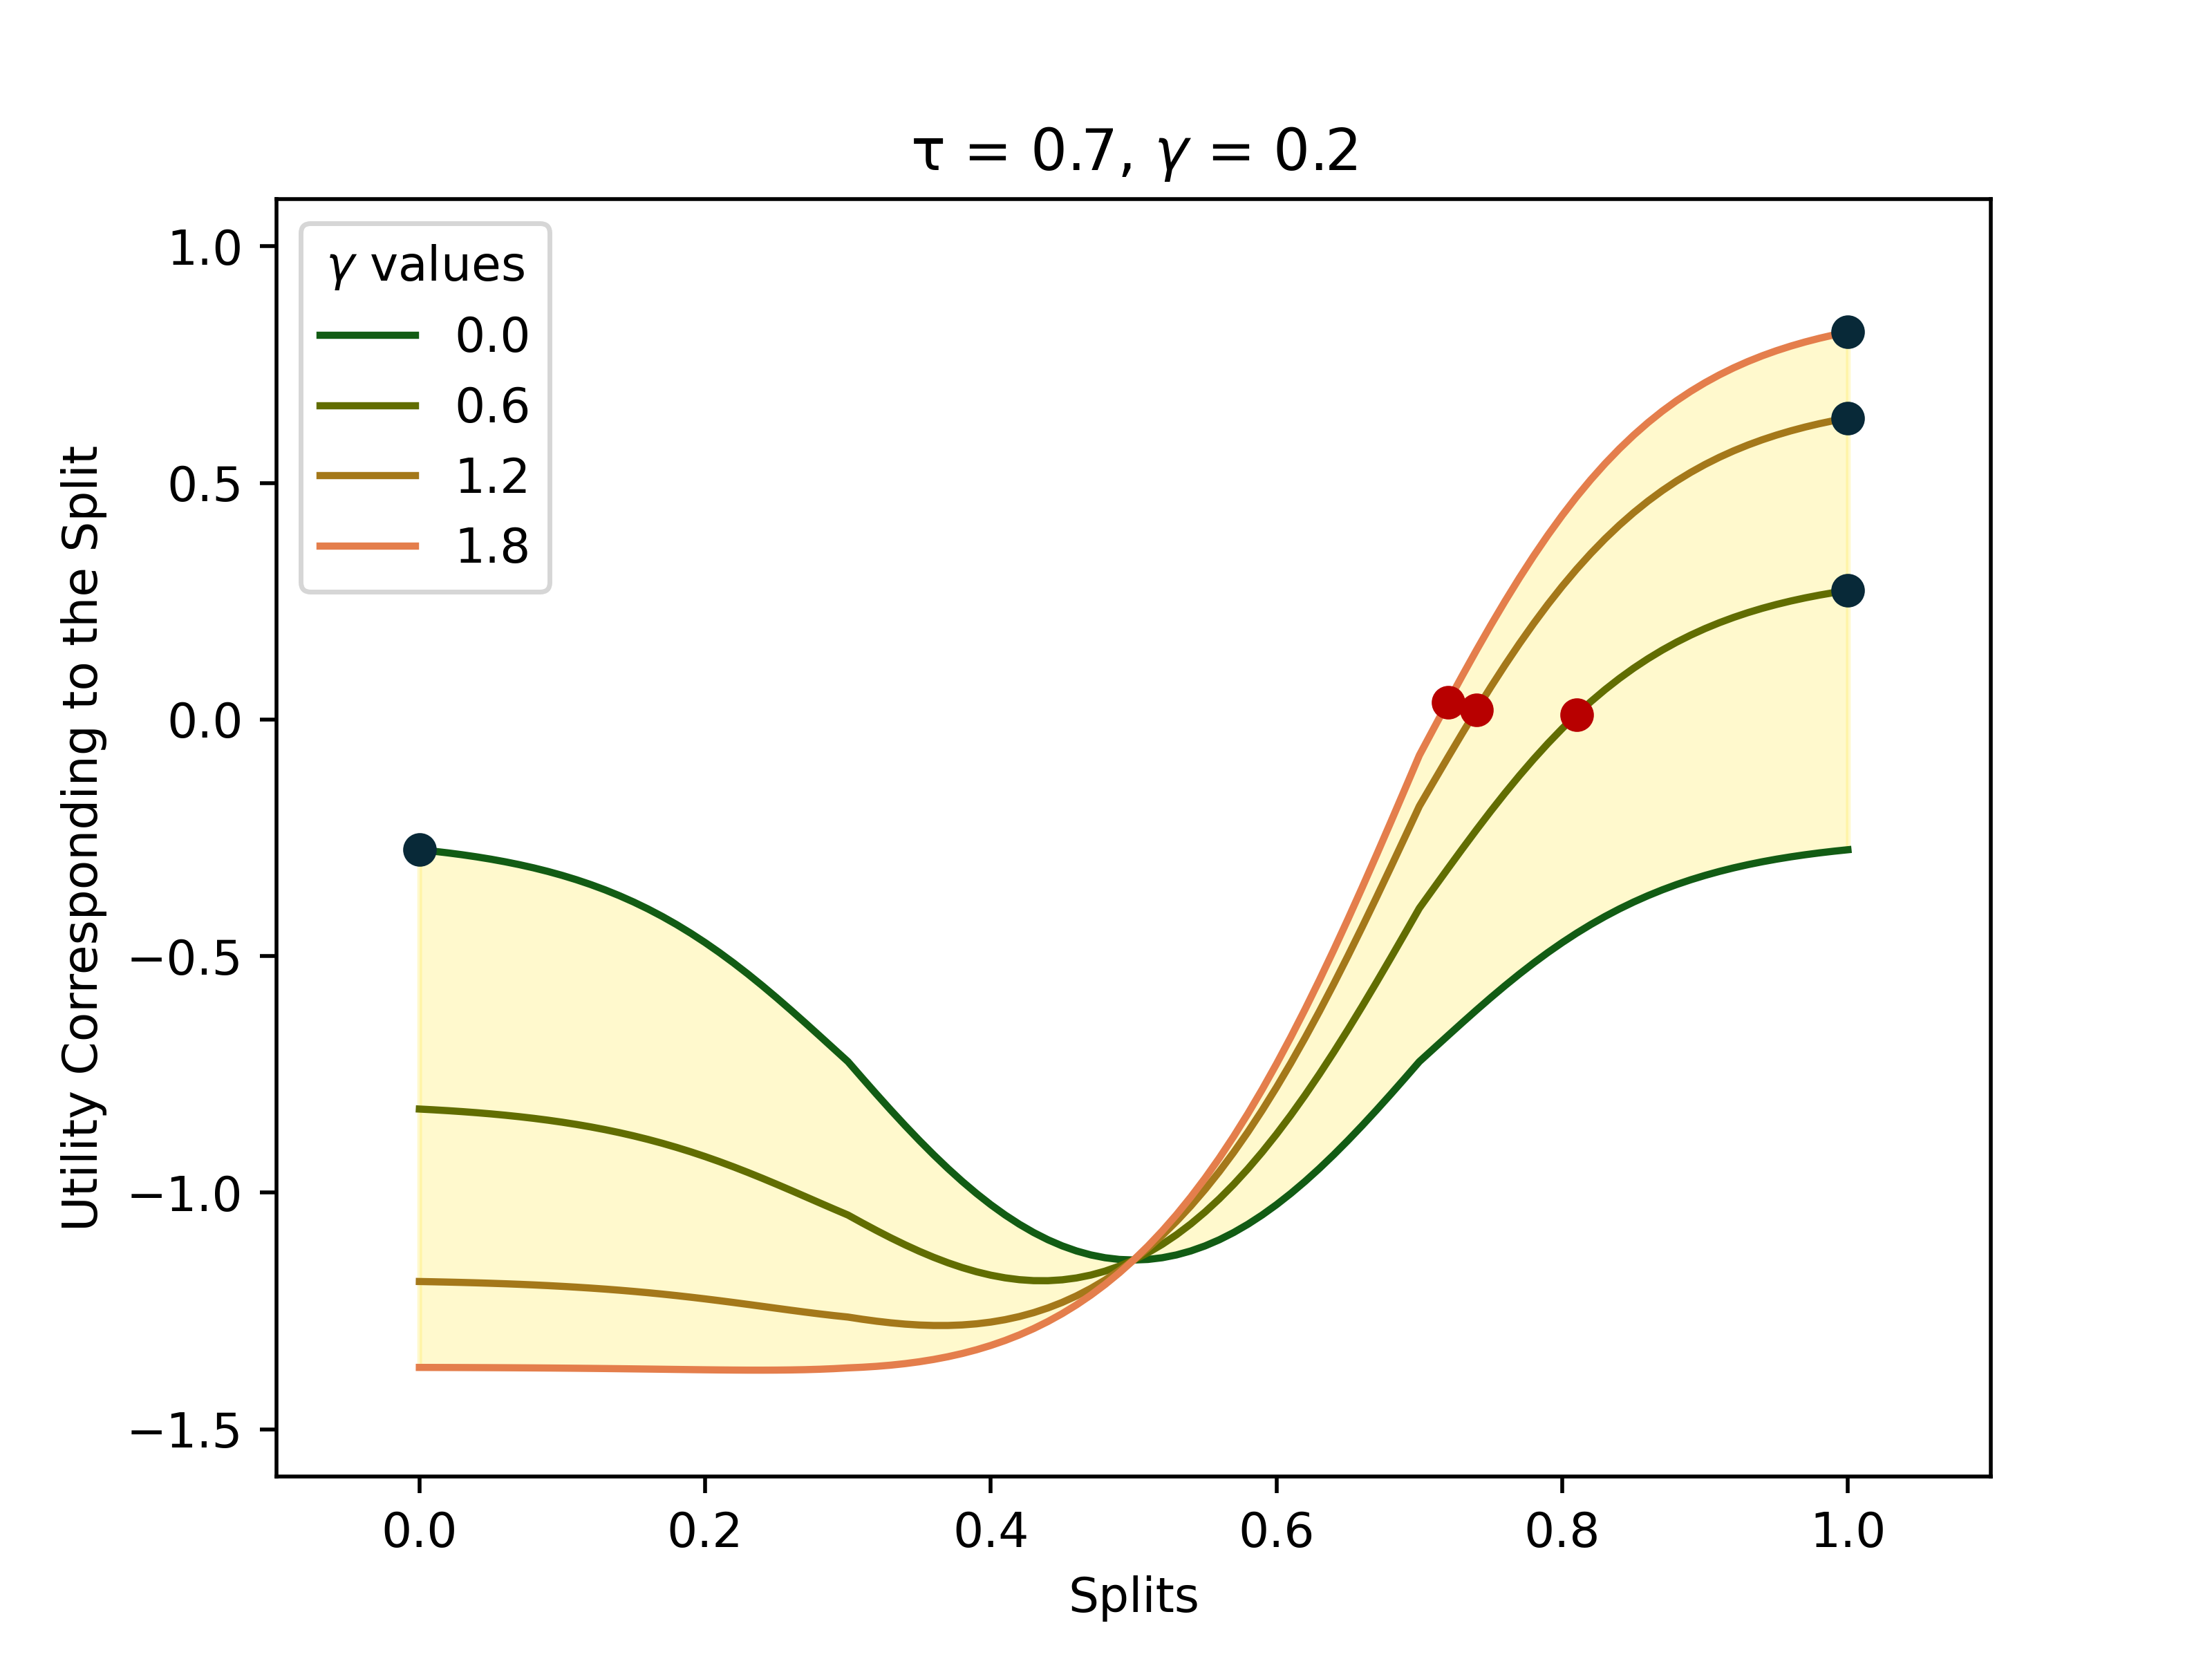 τ = 0.7, γ = 0.2
γ values
0.0
0.6
1.2
1.8
Utility Corresponding to the Split
1.0
0.5
0.0
−0.5
−1.0
−1.5
0.0 0.2 0.4 0.6 0.8 1.0
Splits